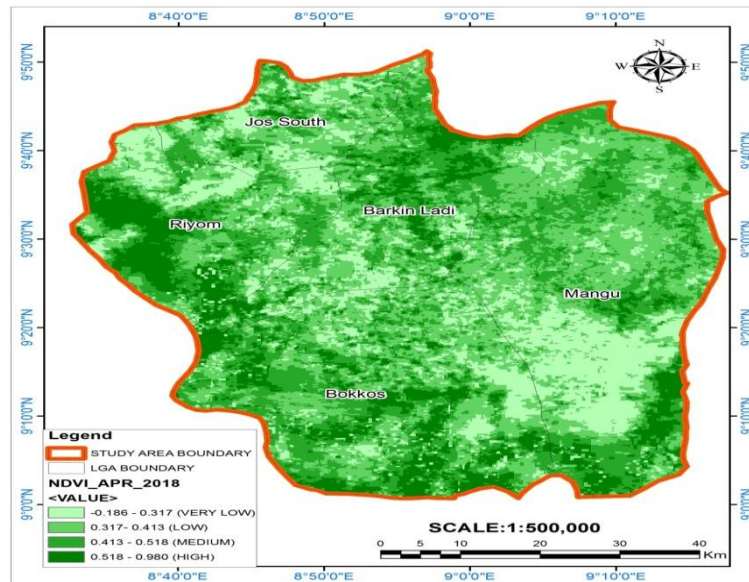 8°40'0"E 8°50'0"E 9°0'0"E 9°10'0"E
9°50'0"N
9°50'0"N
N
W E
S
Jos South
9°40'0"N
9°40'0"N
Riyom
Barkin Ladi
9°30'0"N
9°30'0"N
Mangu
9°20'0"N
9°20'0"N
Bokkos
9°10'0"N
9°10'0"N
Legend
STUDY AREA BOUNDARY
LGA BOUNDARY
NDVI_APR_2018
<VALUE>
-0.186 - 0.317 (VERY LOW)
0.317- 0.413 (LOW)
0.413 - 0.518 (MEDIUM)
0.518 - 0.980 (HIGH)
9°0'0"N
9°0'0"N
SCALE:1:500,000
0 5 10 20 30 40
Km
8°40'0"E 8°50'0"E 9°0'0"E 9°10'0"E